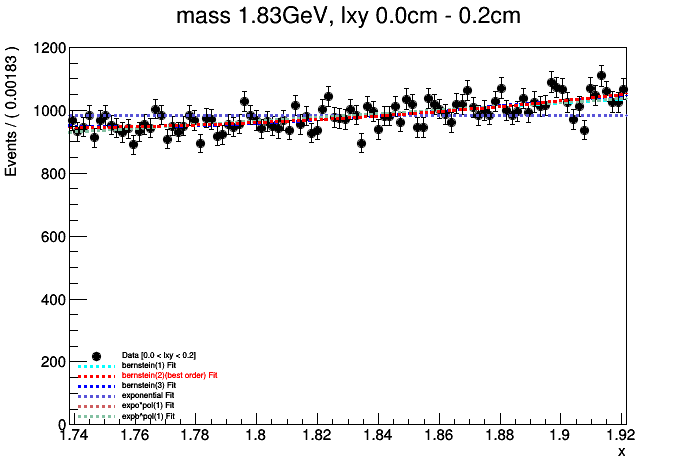 mass 1.83GeV, lxy 0.0cm - 0.2cm
Events / ( 0.00183 )
1200
1000
800
600
400
200
0
Data [0.0 < lxy < 0.2]
bernstein(1) Fit
bernstein(2)(best order) Fit
bernstein(3) Fit
exponential Fit
expo*pol(1) Fit
expb^pol(1) Fit
1.74 1.76 1.78 1.8 1.82 1.84 1.86 1.88 1.9 1.92
x